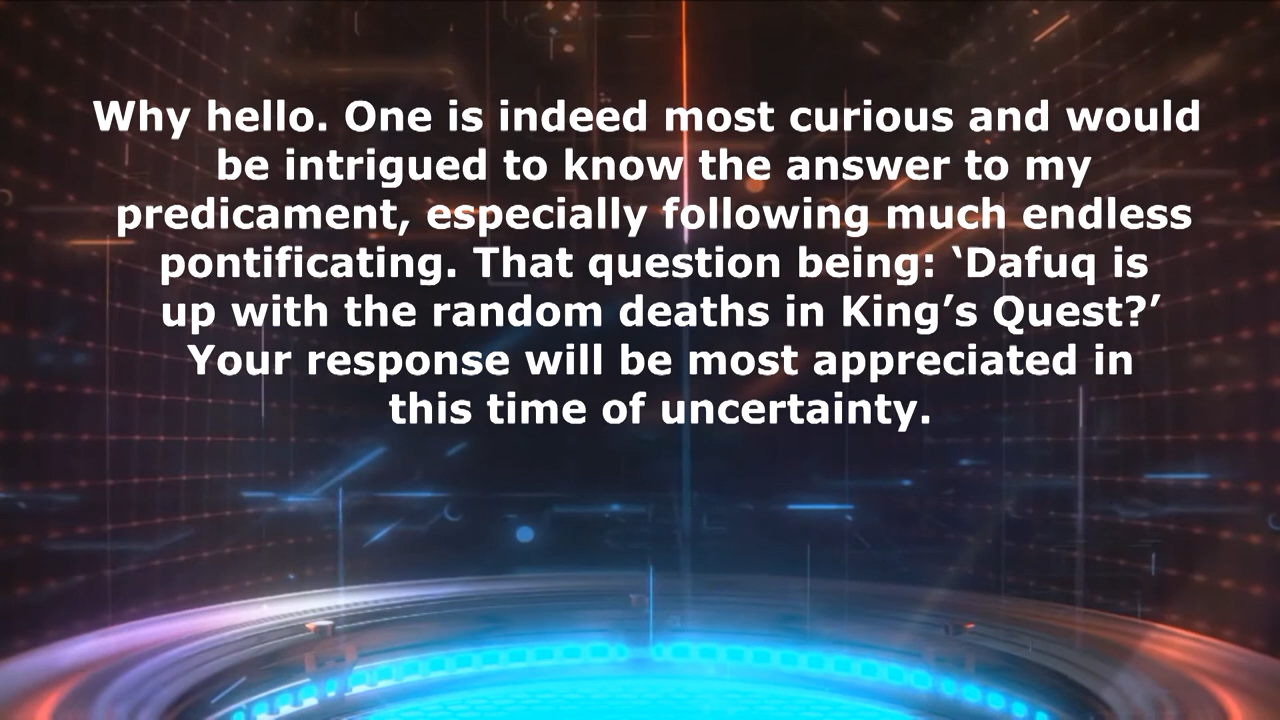 Why hello. One is indeed most curious and would
be intrigued to know the answer to my
predicament, especially following much endless
pontificating. That question being: ‘Dafuq is
up with the random deaths in King’s Quest?’
Your response will be most appreciated in
this time of uncertainty.